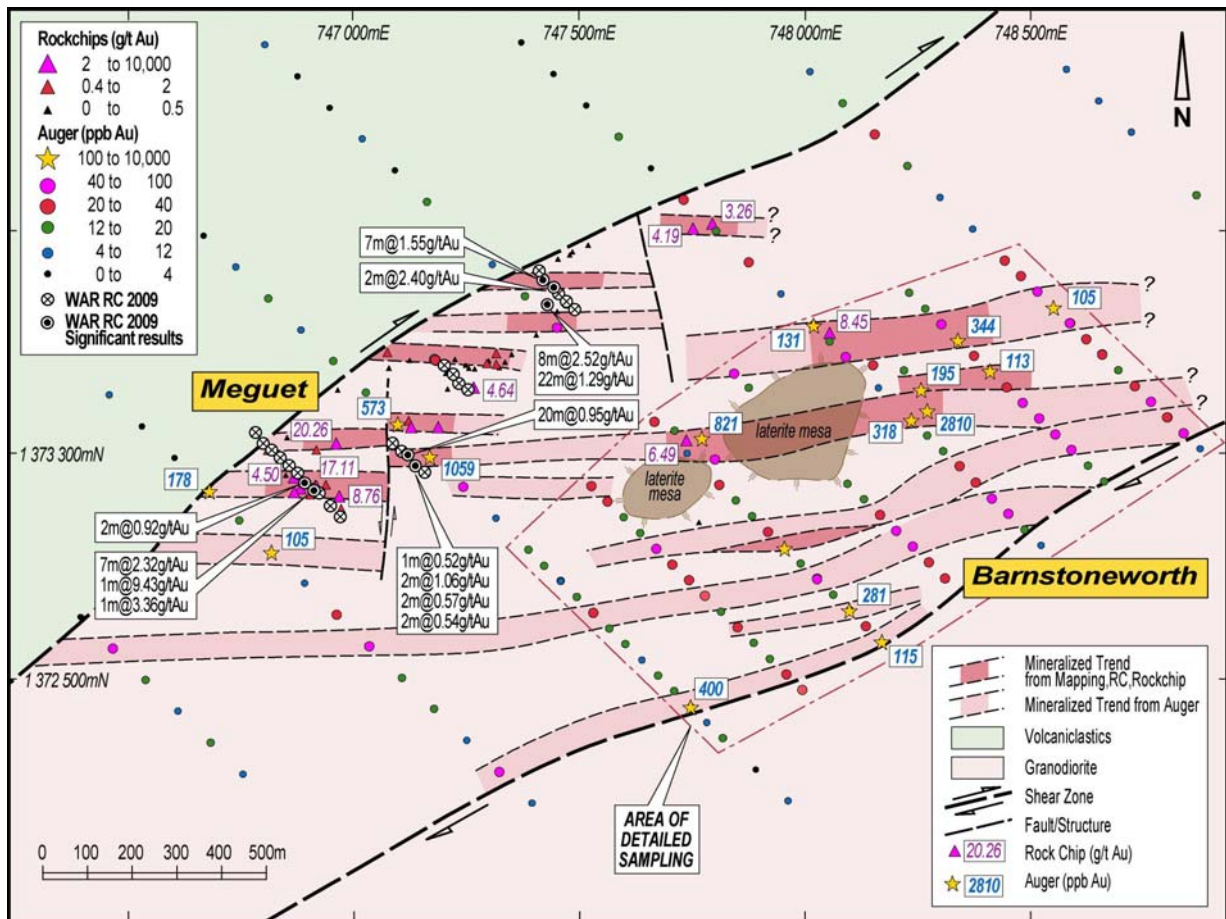 Rockchips (g/t Au)
2 to 10,000
0.4 to 2
0 to 0.5
Auger (ppb Au)
100 to 10,000
40 to 100
20 to 40
12 to 20
4 to 12
0 to 4
WAR RC 2009
WAR RC 2009
Significant results
747 000mE
747 500mE
748 000mE
748 500mE
N
3.26
?
4.19
?
7m@1.55g/tAu
2m@2.40g/tAu
105
?
131
8.45
344
?
8m@2.52g/tAu
22m@1.29g/tAu
113
Meguet
4.64
195
?
573
20m@0.95g/tAu
laterite mesa
?
20.26
821
318
2810
1 373 300mN
4.50
17.11
6.49
1059
178
8.76
laterite
mesa
2m@0.92g/tAu
105
7m@2.32g/tAu
1m@9.43g/tAu
1m@3.36g/tAu
1m@0.52g/tAu
2m@1.06g/tAu
2m@0.57g/tAu
2m@0.54g/tAu
Barnstoneworth
281
115
1 372 500mN
400
AREA OF
DETAILED
SAMPLING
0 100 200 300 400 500m
Mineralized Trend
from Mapping,RC,Rockchip
Mineralized Trend from Auger
Volcaniclastics
Granodiorite
Shear Zone
Fault/Structure
20.26 Rock Chip (g/t Au)
2810 Auger (ppb Au)